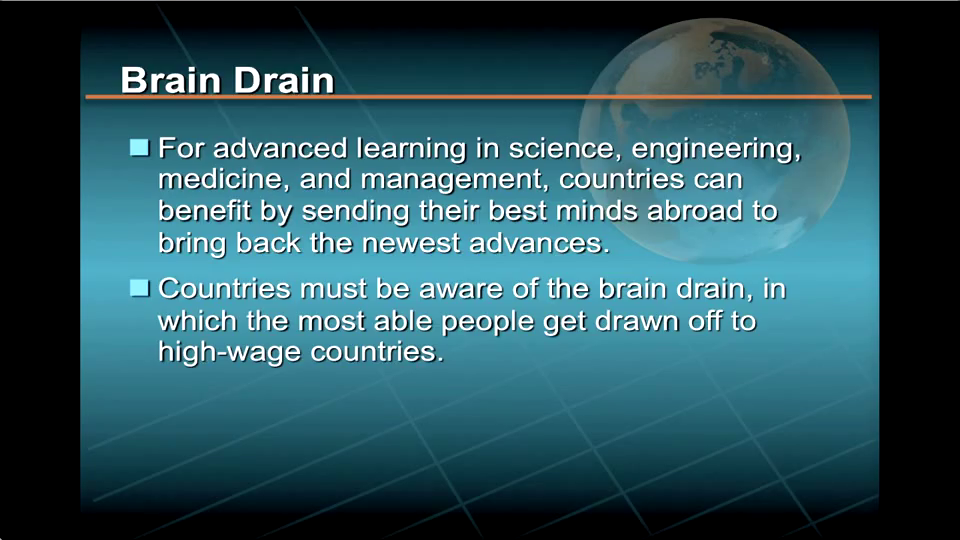 Brain Drain
For advanced learning in science, engineering,
medicine, and management, countries can
benefit by sending their best minds abroad to
bring back the newest advances.
Countries must be aware of the brain drain, in
which the most able people get drawn off to
high-wage countries.